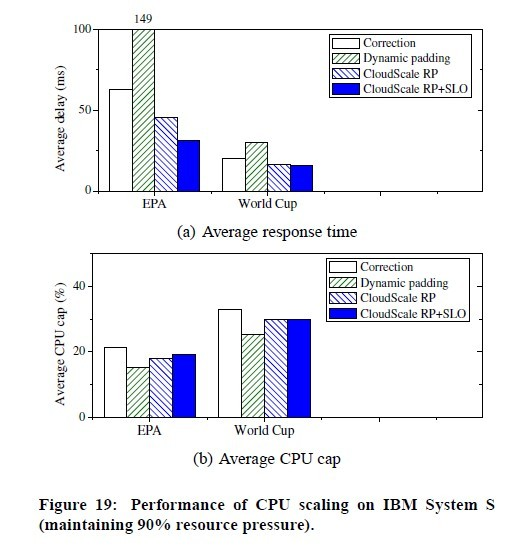 149
100
50
0
Average delay (ms)
Correction
Dynamic padding
CloudScale RP
CloudScale RP+SLO
EPA
World Cup
(a) Average response time
40
20
0
Average CPU cap (%)
Correction
Dynamic padding
CloudScale RP
CloudScale RP+SLO
EPA
World Cup
(b) Average CPU cap
Figure 19: Performance of CPU scaling on IBM System S
(maintaining 90% resource pressure).